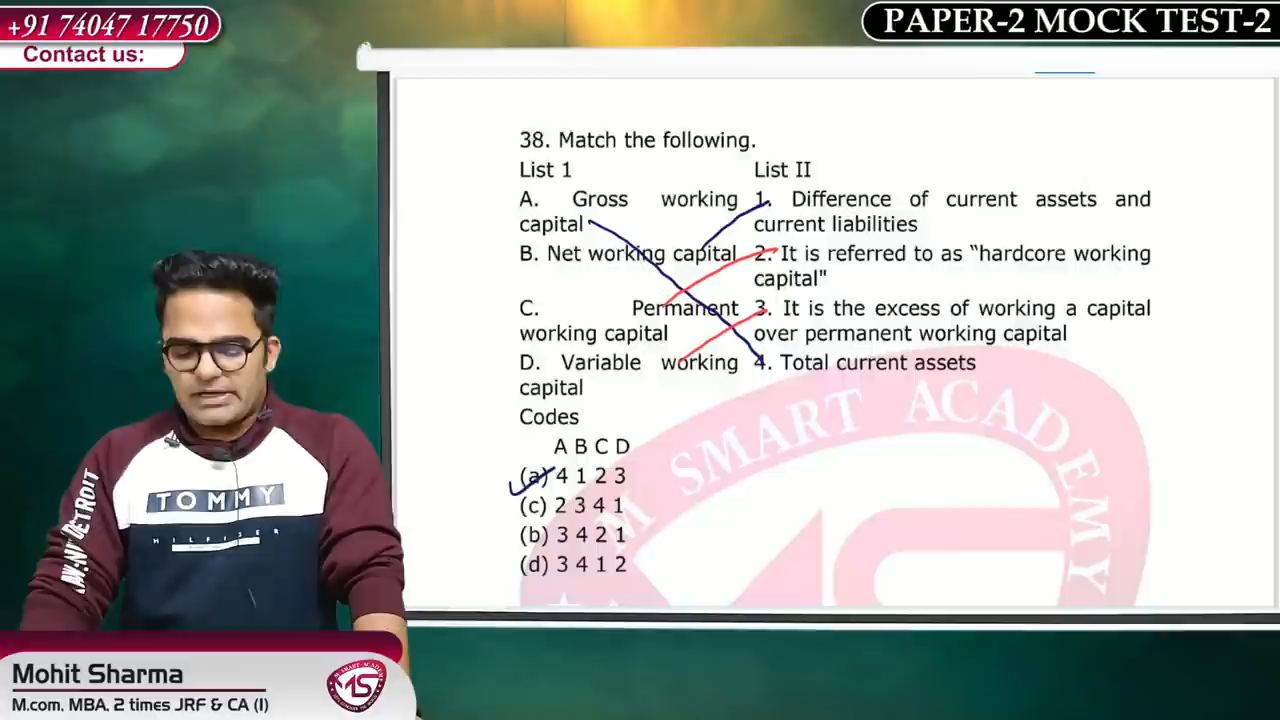 +91 74047 17750
Contact us:
PAPER-2 MOCK TEST-2
38. Match the following.
List 1 List II
A. Gross working 1. Difference of current assets and
capital current liabilities
B. Net working capital 2. It is referred to as “hardcore working
capital"
C. Permanent 3. It is the excess of working a capital
working capital over permanent working capital
D. Variable working 4. Total current assets
capital
Codes
A B C D
(a) 4 1 2 3
(c) 2 3 4 1
(b) 3 4 2 1
(d) 3 4 1 2
SMART ACADEMY
TOMMY
HILFIGER
DETROIT
Mohit Sharma
M.com, MBA, 2 times JRF & CA (I)